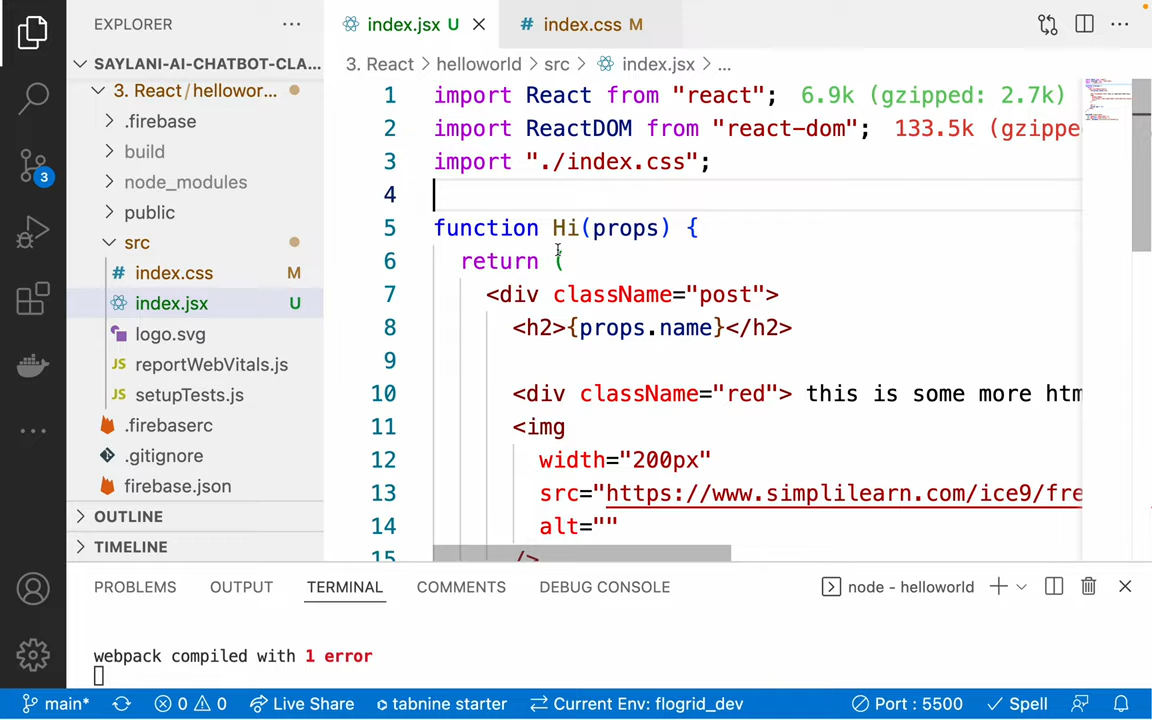 EXPLORER
SAYLANI-AI-CHATBOT-CLA...
3. React/hellowor...
.firebase
build
node_modules
public
src
index.css M
index.jsx U
logo.svg
JS reportWebVitals.js
JS setupTests.js
.firebaserc
.gitignore
firebase.json
OUTLINE
TIMELINE
3
index.jsx U
# index.css M
3. React > helloworld > src > index.jsx > ...
1 import React from "react"; 6.9k (gzipped: 2.7k)
2 import ReactDOM from "react-dom"; 133.5k (gzippe
3 import "./index.css";
4
5 function Hi(props) {
6 return (
7 <div className="post">
8 <h2>{props.name}</h2>
9
10 <div className="red"> this is some more htm
11 <img
12 width="200px"
13 src="https://www.simplilearn.com/ice9/fre
14 alt=""
15 />
PROBLEMS OUTPUT TERMINAL COMMENTS DEBUG CONSOLE
node - helloworld
webpack compiled with 1 error
main* 0 0 Live Share tabnine starter Current Env: flogrid_dev Port : 5500 Spell